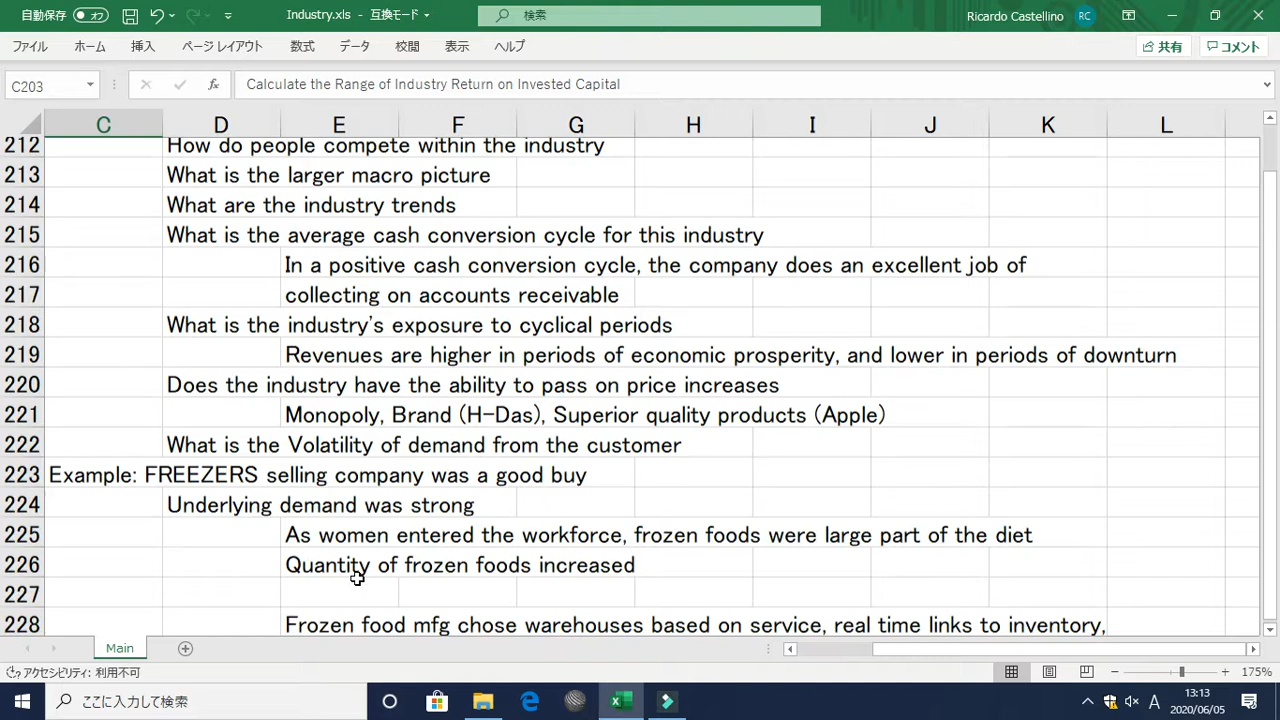 自動保存 オフ Industry.xls - 互換モード 検索 Ricardo Castellino RC
ファイル ホーム 挿入 ページ レイアウト 数式 データ 校閲 表示 ヘルプ 共有 コメント
C203 fx Calculate the Range of Industry Return on Invested Capital
C D E F G H I J K L
212 How do people compete within the industry
213 What is the larger macro picture
214 What are the industry trends
215 What is the average cash conversion cycle for this industry
216 In a positive cash conversion cycle, the company does an excellent job of
217 collecting on accounts receivable
218 What is the industry's exposure to cyclical periods
219 Revenues are higher in periods of economic prosperity, and lower in periods of downturn
220 Does the industry have the ability to pass on price increases
221 Monopoly, Brand (H-Das), Superior quality products (Apple)
222 What is the Volatility of demand from the customer
223 Example: FREEZERS selling company was a good buy
224 Underlying demand was strong
225 As women entered the workforce, frozen foods were large part of the diet
226 Quantity of frozen foods increased
227
228 Frozen food mfg chose warehouses based on service, real time links to inventory,
Main
アクセシビリティ: 利用不可 175%
ここに入力して検索 A 13:13
2020/06/05